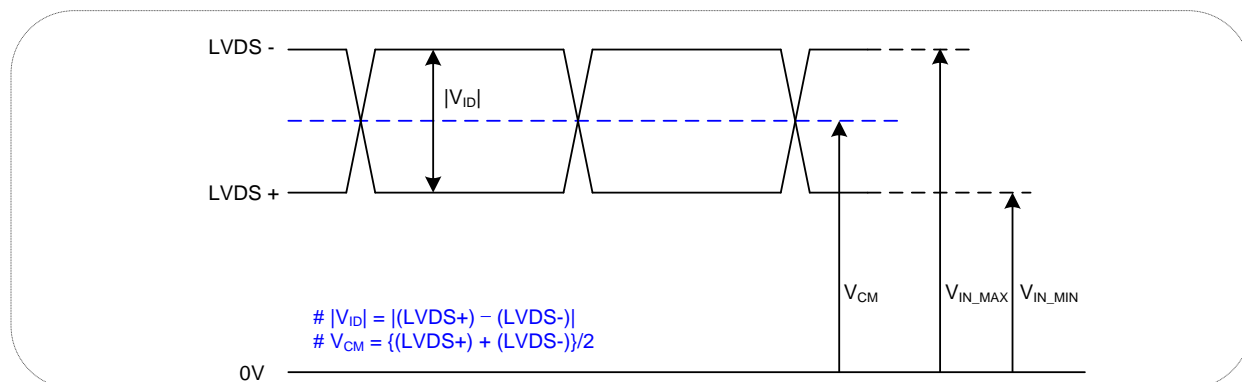 LVDS -
|VID|
LVDS +
VCM
VIN_MAX
VIN_MIN
# |VID| = |(LVDS+) – (LVDS-)|
# VCM = {(LVDS+) + (LVDS-)}/2
0V